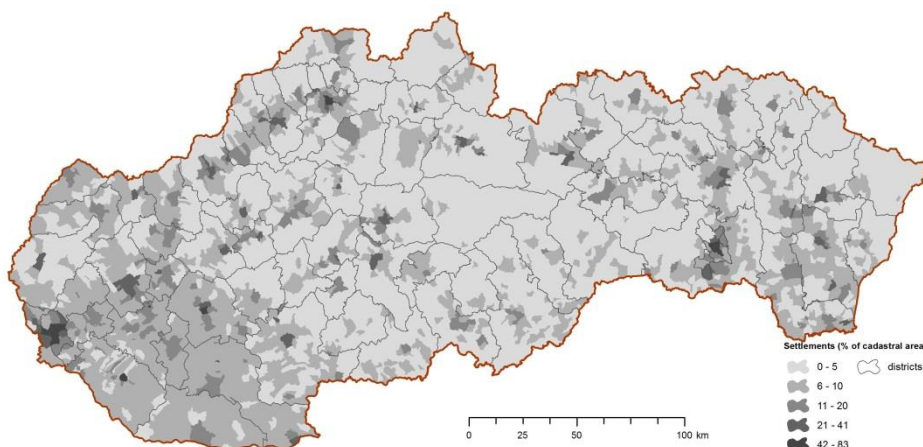 Settlements (% of cadastral area
0 - 5
districts
6 - 10
11 - 20
21 - 41
42 - 83
0 25 50 100 km